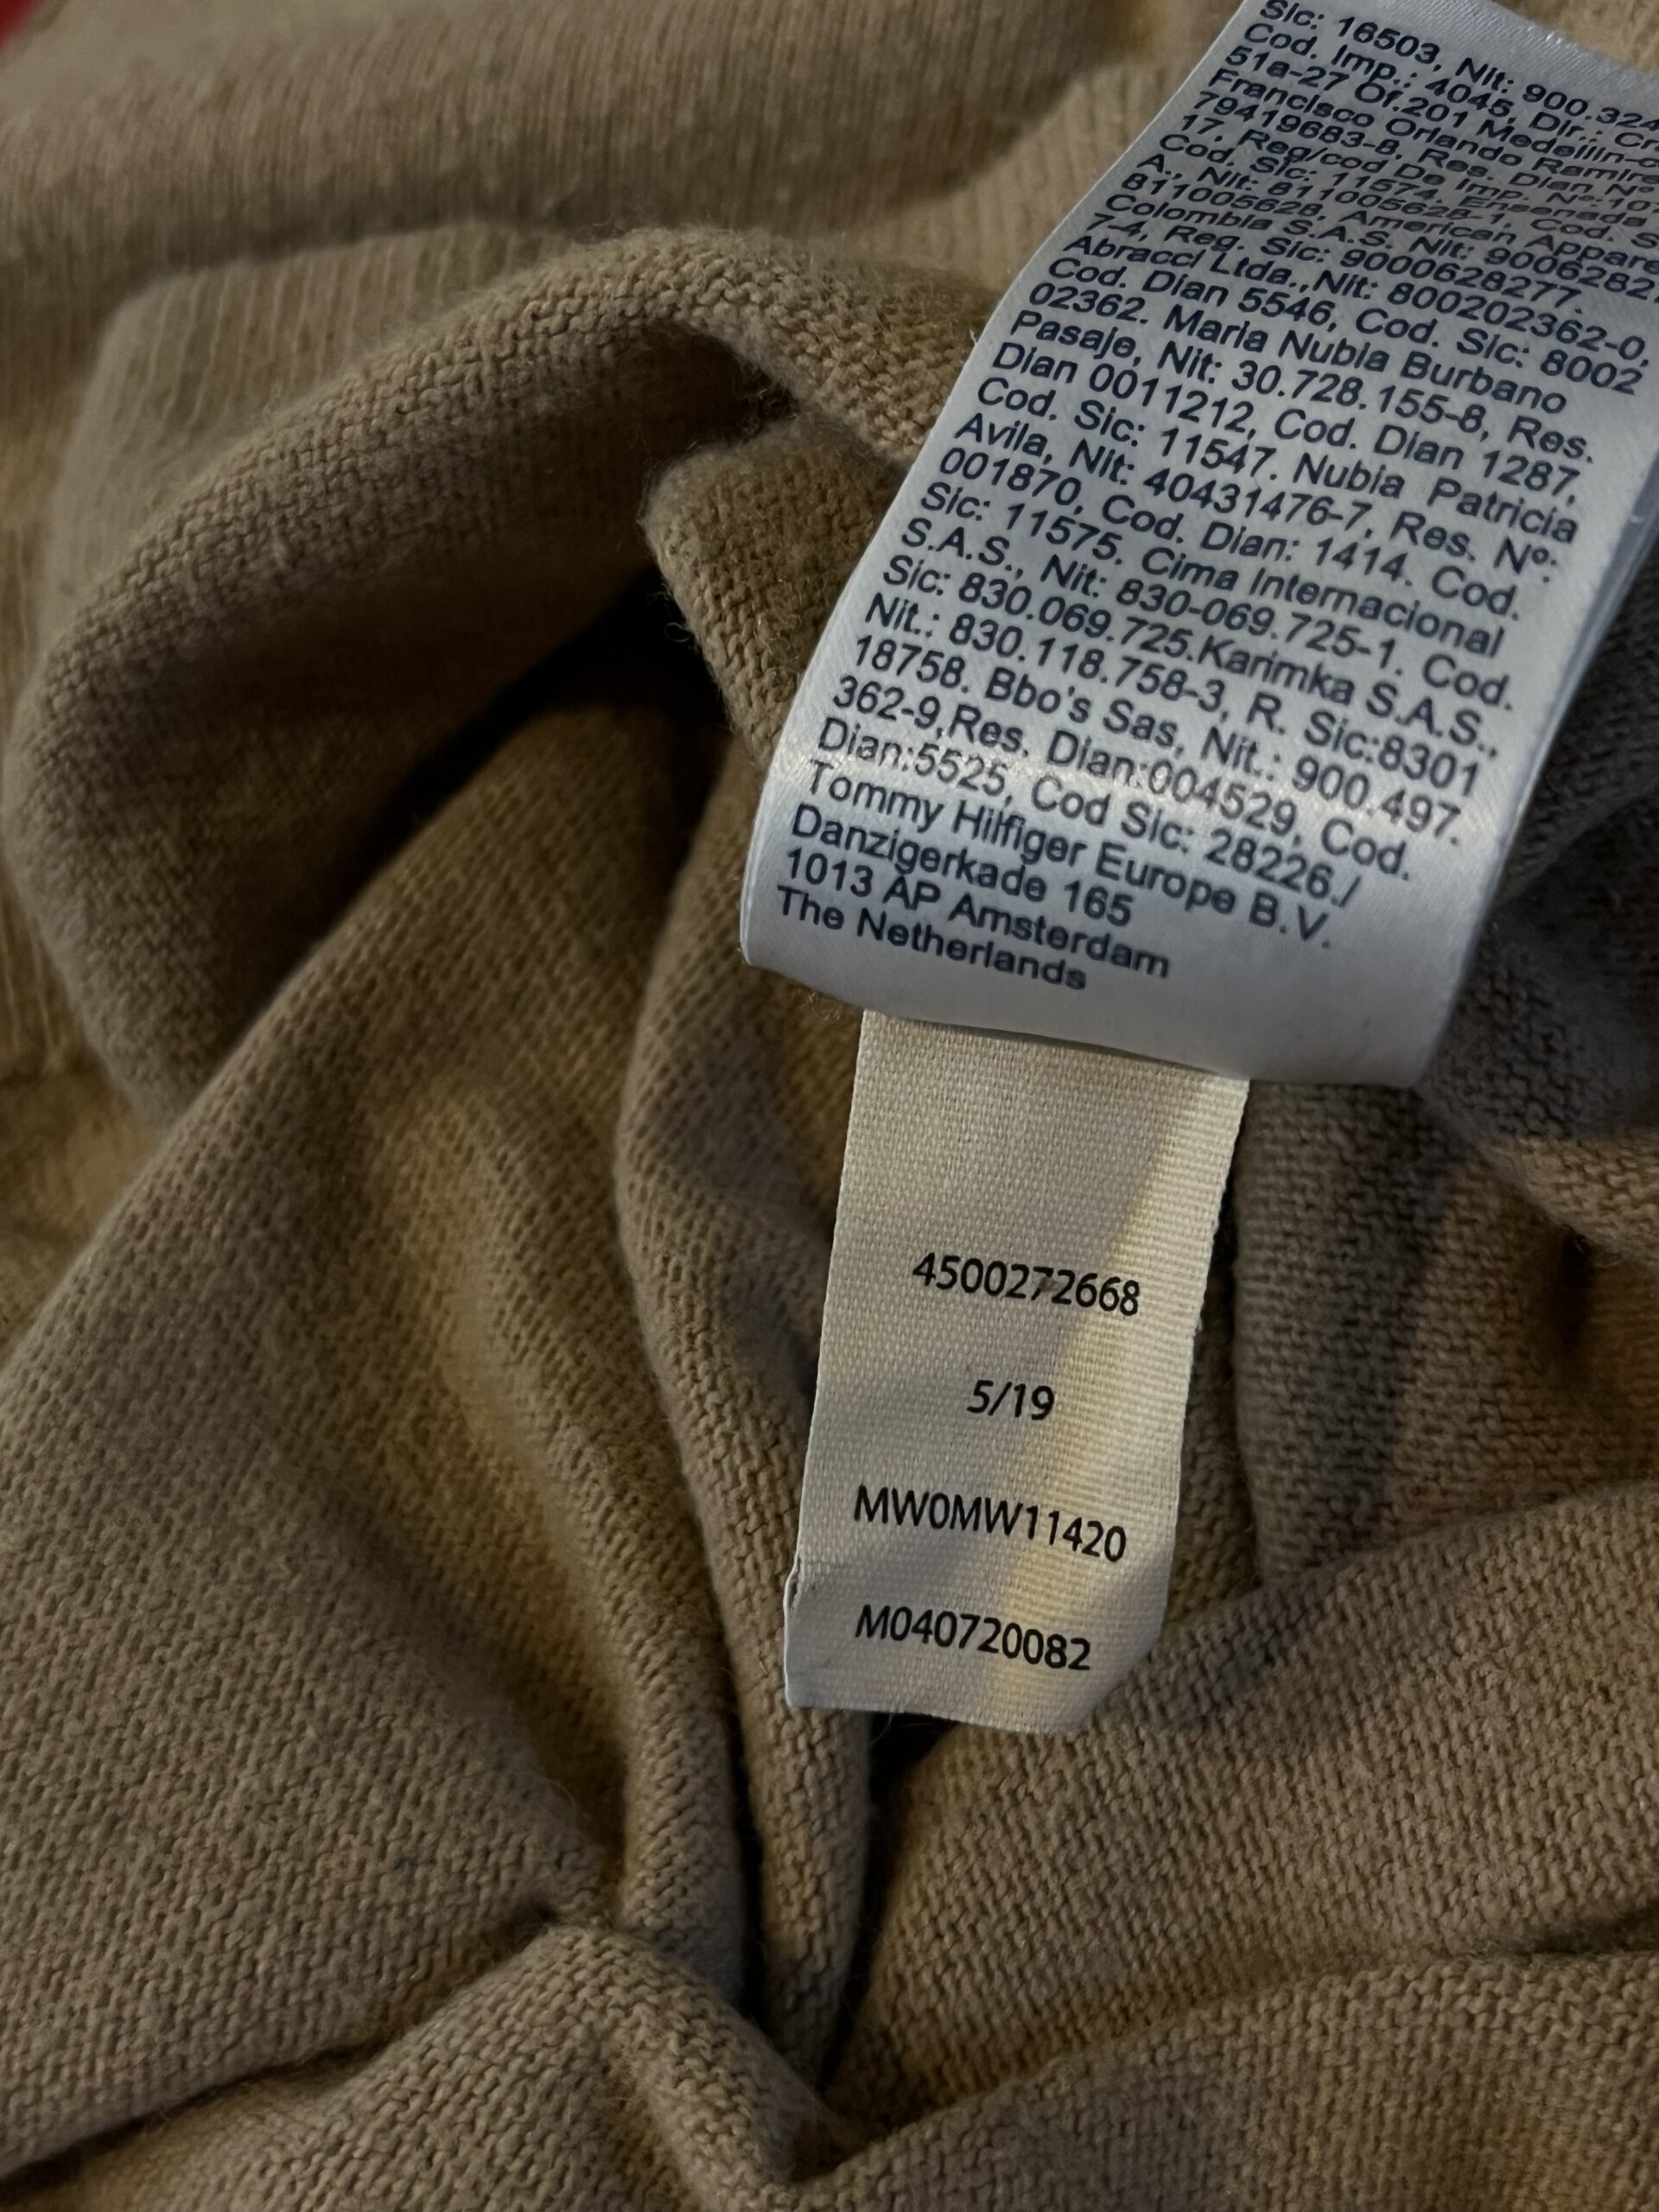 Sic: 16503, Nit: 900.324
Cod. Imp.: 4045, Dir.: Cr
51a-27 Of.201 Medellin-c
Francisco Orlando Ramire
79419683-8, Res. Dian Nº
17, Reg/cod De Imp. Nº:10
Cod. Sic: 11574, Ensenada
A., Nit: 811005628-1, Cod. S
811005628, American Appare
Colombia S.A.S. Nit: 9006282
7-4, Reg. Sic: 9000628277.
Abracci Ltda.,Nit: 800202362-0,
Cod. Dian 5546, Cod. Sic: 8002
02362. Maria Nubia Burbano
Pasaje, Nit: 30.728.155-8, Res.
Dian 0011212, Cod. Dian 1287,
Cod. Sic: 11547. Nubia Patricia
Avila, Nit: 40431476-7, Res. Nº:
001870, Cod. Dian: 1414. Cod.
Sic: 11575. Cima Internacional
S.A.S., Nit: 830-069.725-1. Cod.
Sic: 830.069.725.Karimka S.A.S.,
Nit.: 830.118.758-3, R. Sic:8301
18758. Bbo's Sas, Nit.: 900.497.
362-9,Res. Dian:004529, Cod.
Dian:5525, Cod Sic: 28226./
Tommy Hilfiger Europe B.V.
Danzigerkade 165
1013 AP Amsterdam
The Netherlands
4500272668
5/19
MW0MW11420
M040720082